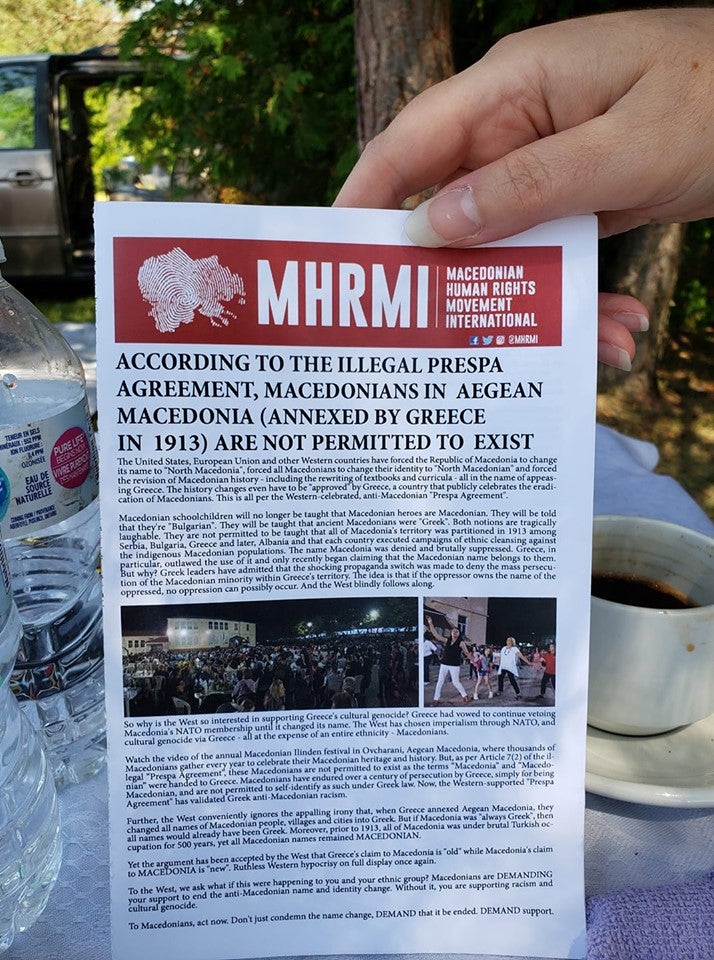 MHRMI
MACEDONIAN
HUMAN RIGHTS
MOVEMENT
INTERNATIONAL
@MHRMI
ACCORDING TO THE ILLEGAL PRESPA
AGREEMENT, MACEDONIANS IN AEGEAN
MACEDONIA (ANNEXED BY GREECE
IN 1913) ARE NOT PERMITTED TO EXIST
The United States, European Union and other Western countries have forced the Republic of Macedonia to change
its name to "North Macedonia", forced all Macedonians to change their identity to "North Macedonian" and forced
the revision of Macedonian history - including the rewriting of textbooks and curricula - all in the name of appeas-
ing Greece. The history changes even have to be "approved" by Greece, a country that publicly celebrates the eradi-
cation of Macedonians. This is all per the Western-celebrated, anti-Macedonian "Prespa Agreement".
Macedonian schoolchildren will no longer be taught that Macedonian heroes are Macedonian. They will be told
that they're "Bulgarian". They will be taught that ancient Macedonians were "Greek". Both notions are tragically
laughable. They are not permitted to be taught that all of Macedonia's territory was partitioned in 1913 among
Serbia, Bulgaria, Greece and later, Albania and that each country executed campaigns of ethnic cleansing against
the indigenous Macedonian populations. The name Macedonia was denied and brutally suppressed. Greece, in
particular, outlawed the use of it and only recently began claiming that the Macedonian name belongs to them.
But why? Greek leaders have admitted that the shocking propaganda switch was made to deny the mass persecu-
tion of the Macedonian minority within Greece's territory. The idea is that if the oppressor owns the name of the
oppressed, no oppression can possibly occur. And the West blindly follows along.
So why is the West so interested in supporting Greece's cultural genocide? Greece had vowed to continue vetoing
Macedonia's NATO membership until it changed its name. The West has chosen imperialism through NATO, and
cultural genocide via Greece - all at the expense of an entire ethnicity - Macedonians.
Watch the video of the annual Macedonian Ilinden festival in Ovcharani, Aegean Macedonia, where thousands of
Macedonians gather every year to celebrate their Macedonian heritage and history. But, as per Article 7(2) of the il-
legal "Prespa Agreement", these Macedonians are not permitted to exist as the terms "Macedonia" and "Macedo-
nian" were handed to Greece. Macedonians have endured over a century of persecution by Greece, simply for being
Macedonian, and are not permitted to self-identify as such under Greek law. Now, the Western-supported "Prespa
Agreement" has validated Greek anti-Macedonian racism.
Further, the West conveniently ignores the appalling irony that, when Greece annexed Aegean Macedonia, they
changed all names of Macedonian people, villages and cities into Greek. But if Macedonia was "always Greek", then
all names would already have been Greek. Moreover, prior to 1913, all of Macedonia was under brutal Turkish oc-
cupation for 500 years, yet all Macedonian names remained MACEDONIAN.
Yet the argument has been accepted by the West that Greece's claim to Macedonia is "old" while Macedonia's claim
to MACEDONIA is "new". Ruthless Western hypocrisy on full display once again.
To the West, we ask what if this were happening to you and your ethnic group? Macedonians are DEMANDING
your support to end the anti-Macedonian name and identity change. Without it, you are supporting racism and
cultural genocide.
To Macedonians, act now. Don't just condemn the name change, DEMAND that it be ended. DEMAND support.
TENEUR EN SELS
PURE LIFE
BEGINS NOW
VIVRE PURE
EAU DE
SOURCE
NATURELLE